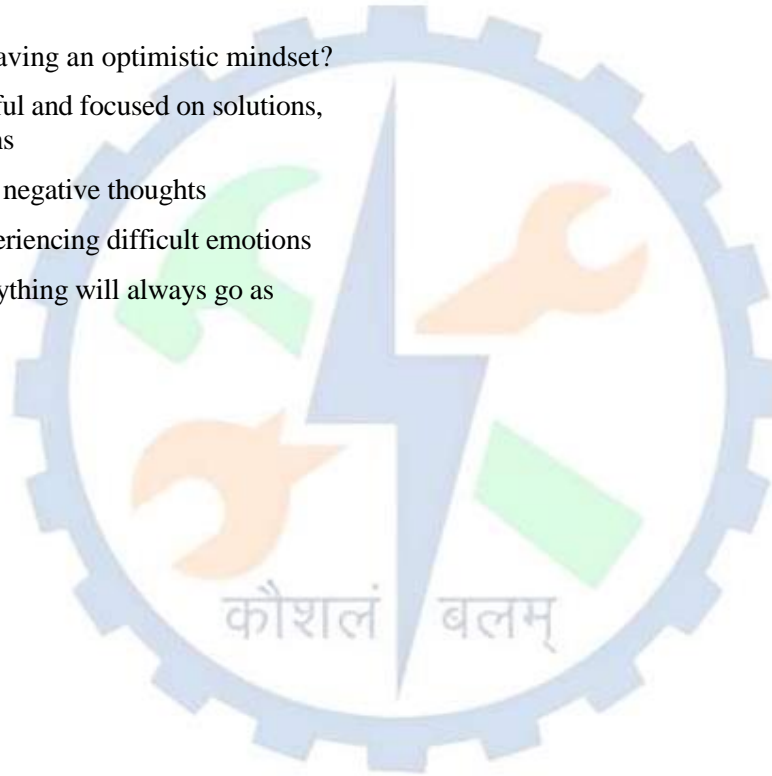 aving an optimistic mindset?
ful and focused on solutions,
ns
negative thoughts
eriencing difficult emotions
ything will always go as
कौशलं बलम्